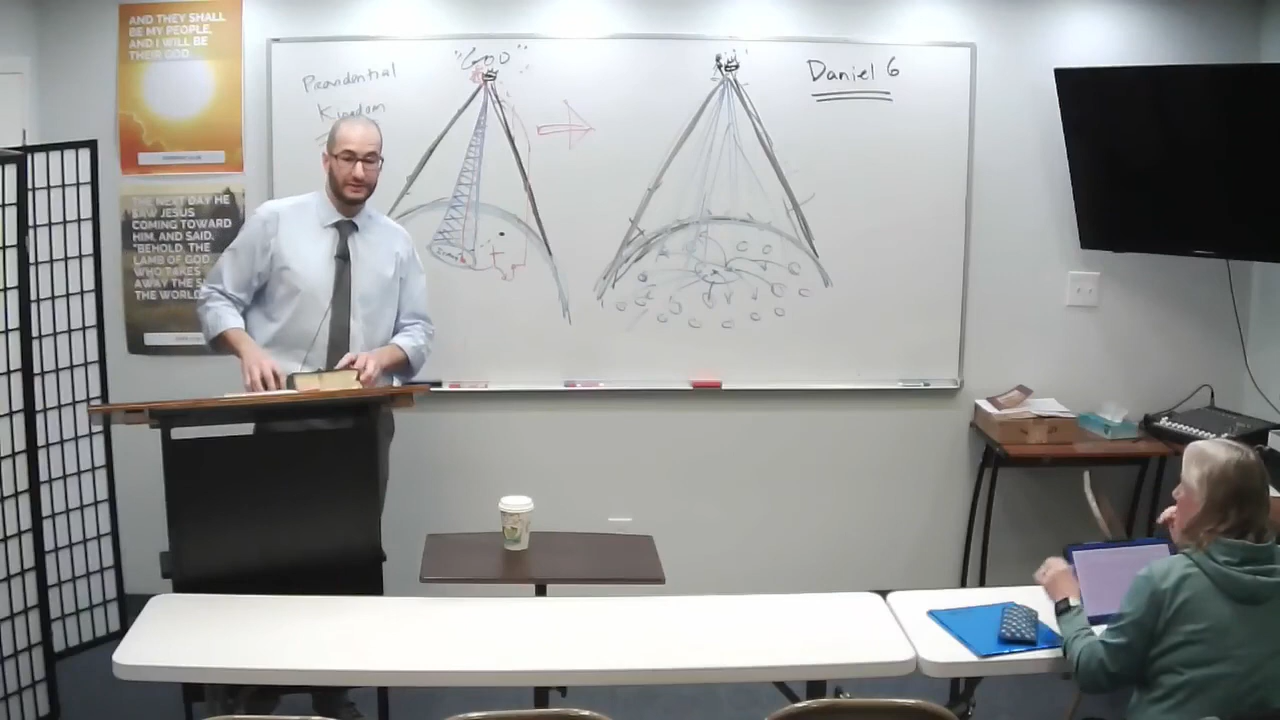 AND THEY SHALL
BE MY PEOPLE,
AND I WILL BE
THEIR GOD.
THE NEXT DAY HE
SAW JESUS
COMING TOWARD
HIM, AND SAID,
"BEHOLD, THE
LAMB OF GOD
WHO TAKES
AWAY THE
THE WORLD
Providential
Kingdom
"GOD"
Daniel 6